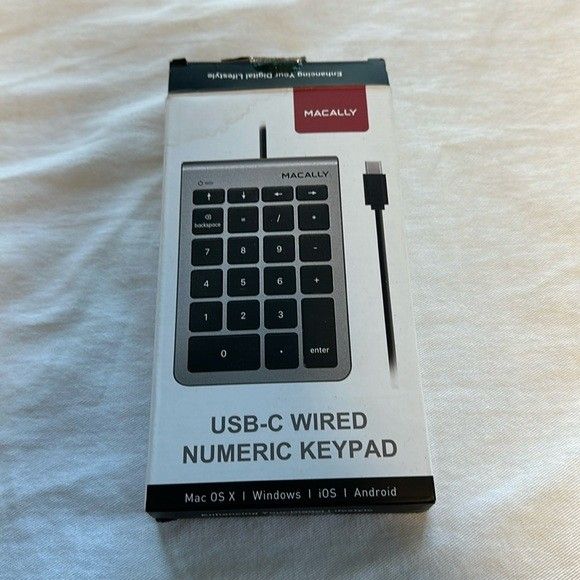 Enhancing Your Digital Lifestyle
MACALLY
MACALLY
backspace = / *
7 8 9 -
4 5 6 +
1 2 3
0 . enter
USB-C WIRED
NUMERIC KEYPAD
Mac OS X | Windows | iOS | Android